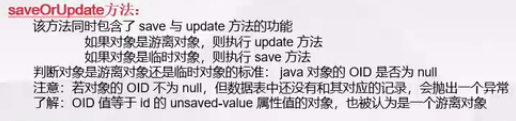 saveOrUpdate方法：
该方法同时包含了 save 与 update 方法的功能
如果对象是游离对象，则执行 update 方法
如果对象是临时对象，则执行 save 方法
判断对象是游离对象还是临时对象的标准：java 对象的 OID 是否为 null
注意：若对象的 OID 不为 null，但数据表中还没有和其对应的记录，会抛出一个异常
了解：OID 值等于 id 的 unsaved-value 属性值的对象，也被认为是一个游离对象